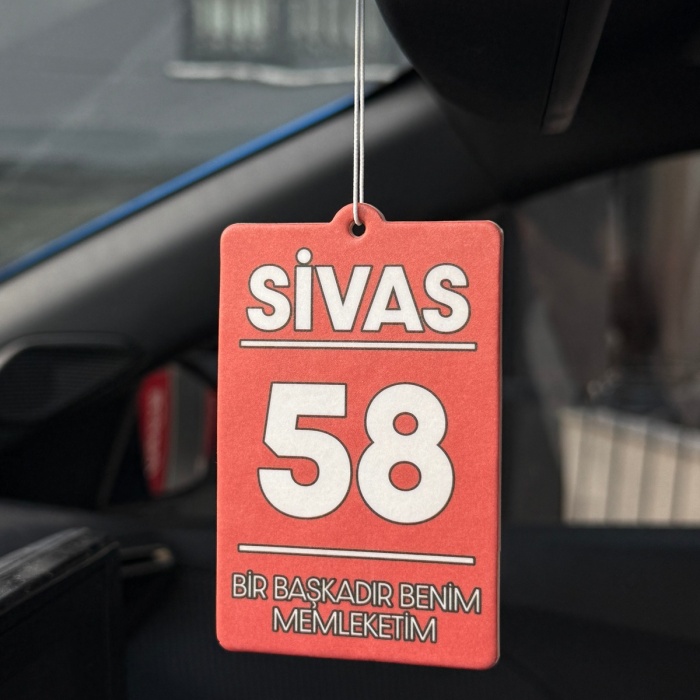 SİVAS
58
BİR BAŞKADIR BENİM
MEMLEKETİM